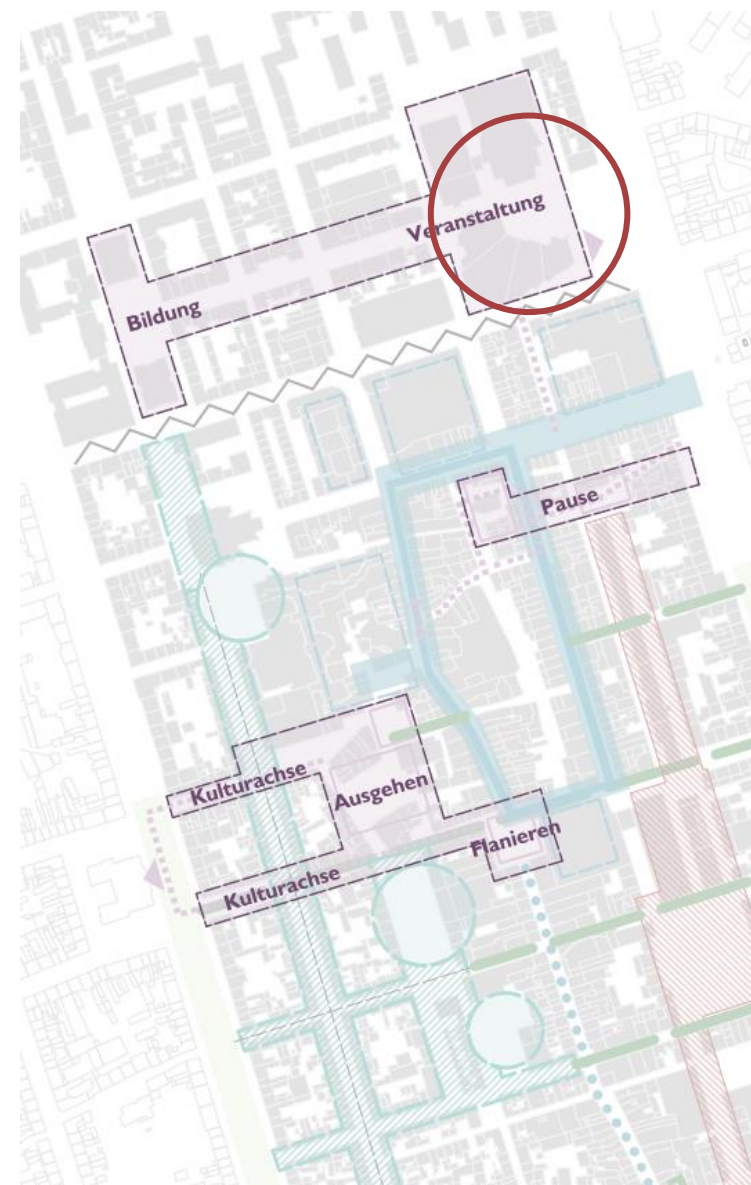 Veranstaltung
Bildung
Pause
Kulturachse
Ausgehen
Flanieren
Kulturachse